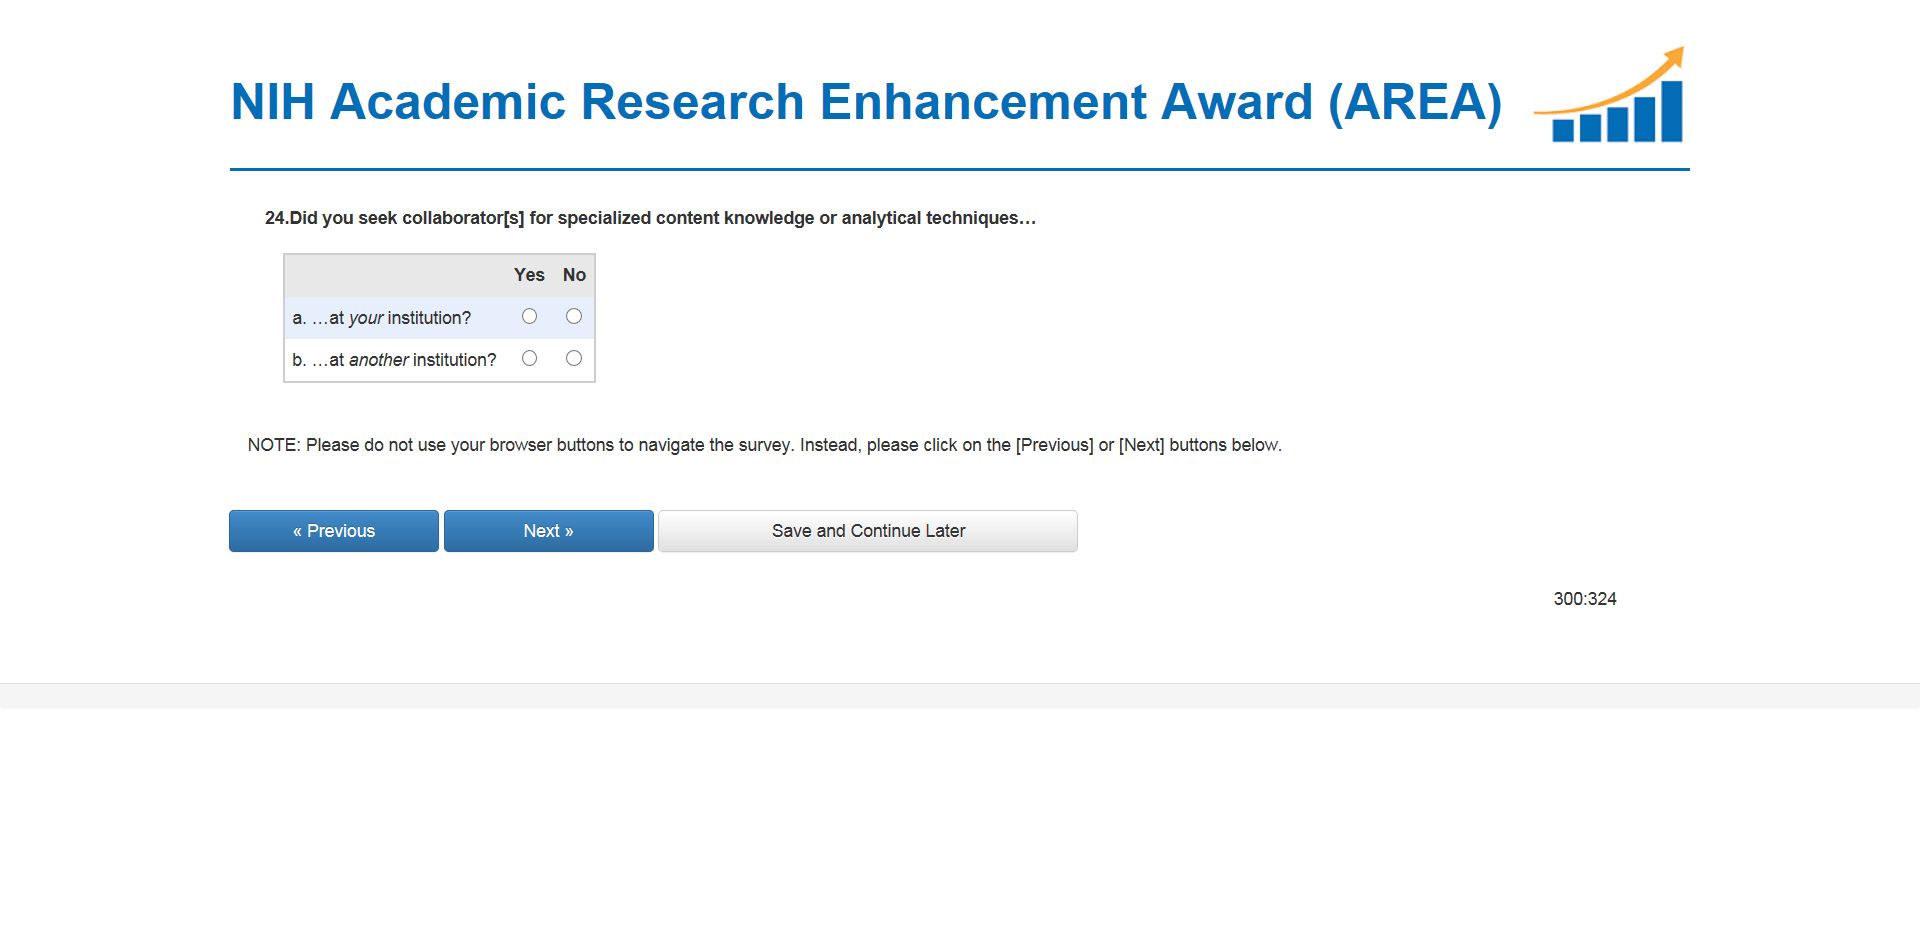 NIH Academic Research Enhancement Award (AREA)
24.Did you seek collaborator[s] for specialized content knowledge or analytical techniques…
Yes No
a. …at your institution?
b. …at another institution?
NOTE: Please do not use your browser buttons to navigate the survey. Instead, please click on the [Previous] or [Next] buttons below.
« Previous Next » Save and Continue Later
300:324